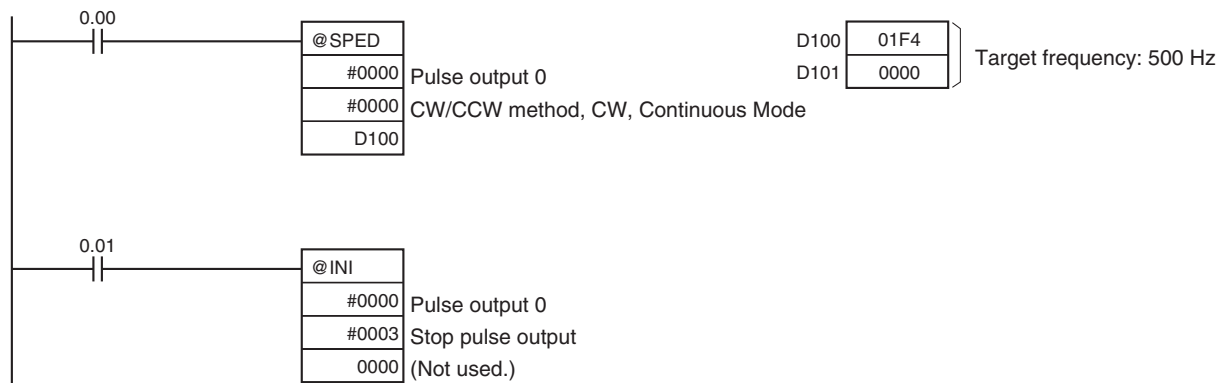 0.00
@SPED
#0000 Pulse output 0
#0000 CW/CCW method, CW, Continuous Mode
D100
D100 01F4
D101 0000
Target frequency: 500 Hz
0.01
@INI
#0000 Pulse output 0
#0003 Stop pulse output
0000 (Not used.)